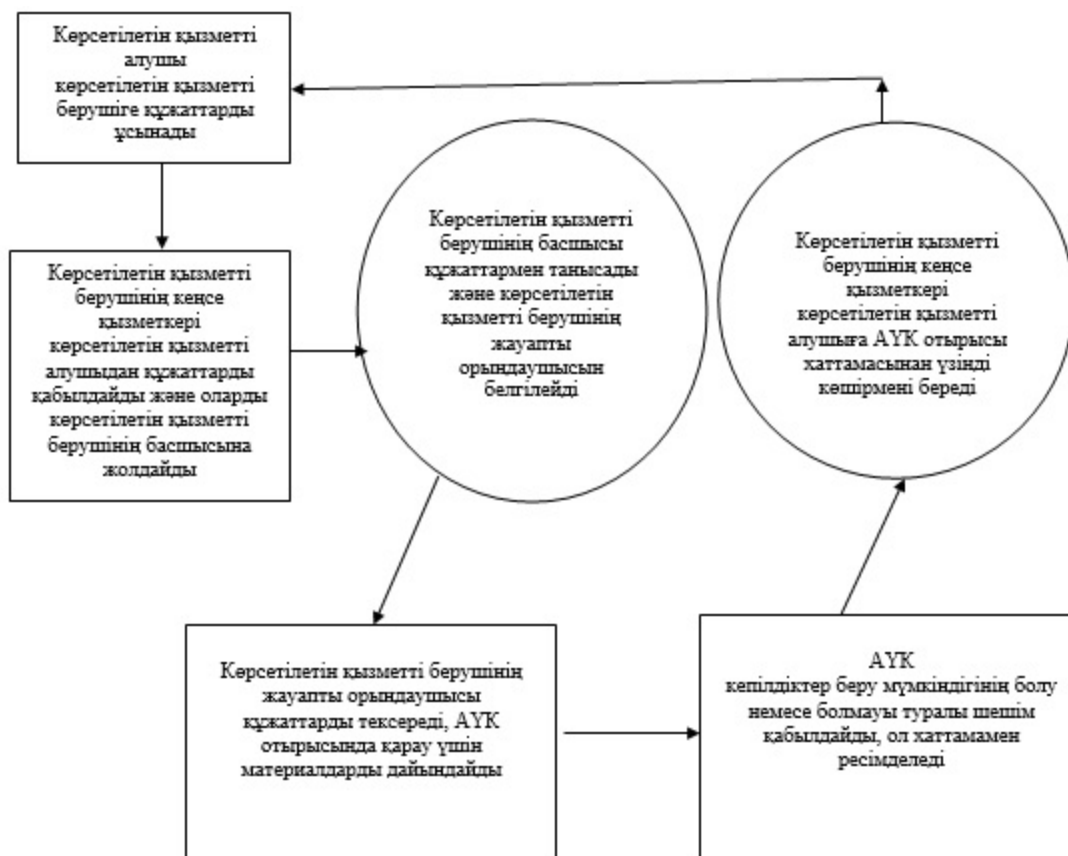 Көрсетілетін қызметті
алушы
көрсетілетін қызметті
берушіге құжаттарды
ұсынады
Көрсетілетін қызметті
берушінің кеңсе
қызметкері
көрсетілетін қызметті
алушыдан құжаттарды
қабылдайды және оларды
көрсетілетін қызметті
берушінің басшысына
жолдайды
Көрсетілетін қызметті
берушінің басшысы
құжаттармен танысады
және көрсетілетін
қызметті берушінің
жауапты
орындаушысын
белгілейді
Көрсетілетін қызметті берушінің
жауапты орындаушысы
құжаттарды тексереді, АҮК
отырысында қарау үшін
материалдарды дайындайды
АҮК
кепілдіктер беру мүмкіндігінің болу
немесе болмауы туралы шешім
қабылдайды, ол хаттамамен
ресімделеді
Көрсетілетін қызметті
берушінің кеңсе
қызметкері
көрсетілетін қызметті
алушыға АҮК отырысы
хаттамасынан үзінді
көшірмені береді